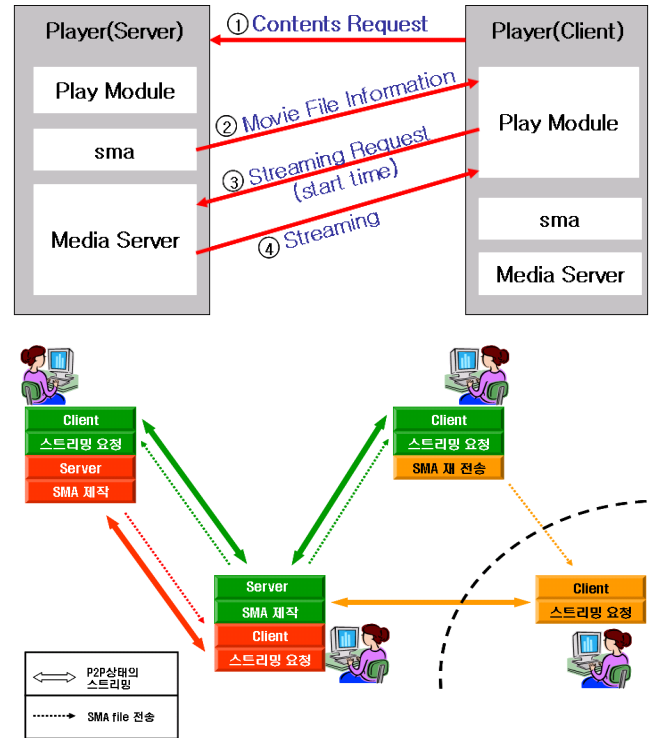 Player(Server)
Play Module
sma
Media Server
① Contents Request
② Movie File Information
③ Streaming Request
(start time)
④ Streaming
Player(Client)
Play Module
sma
Media Server
Client
스트리밍 요청
Server
SMA 제작
Client
스트리밍 요청
SMA 재 전송
Server
SMA 제작
Client
스트리밍 요청
Client
스트리밍 요청
P2P상태의
스트리밍
SMA file 전송